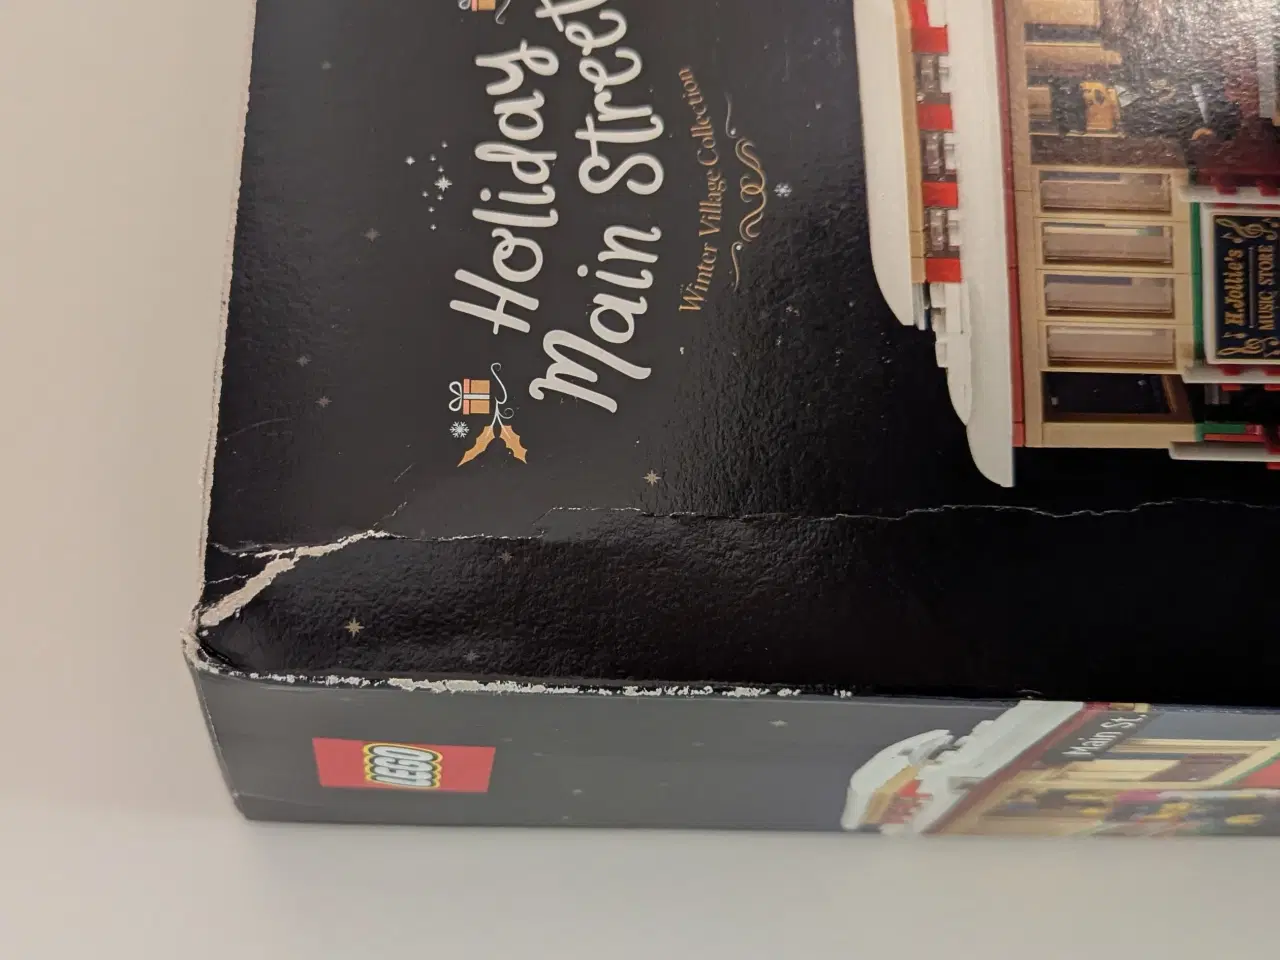 Holiday
Main Street
Winter Village Collection
H. Jollie's
MUSIC STORE
LEGO
Main St.